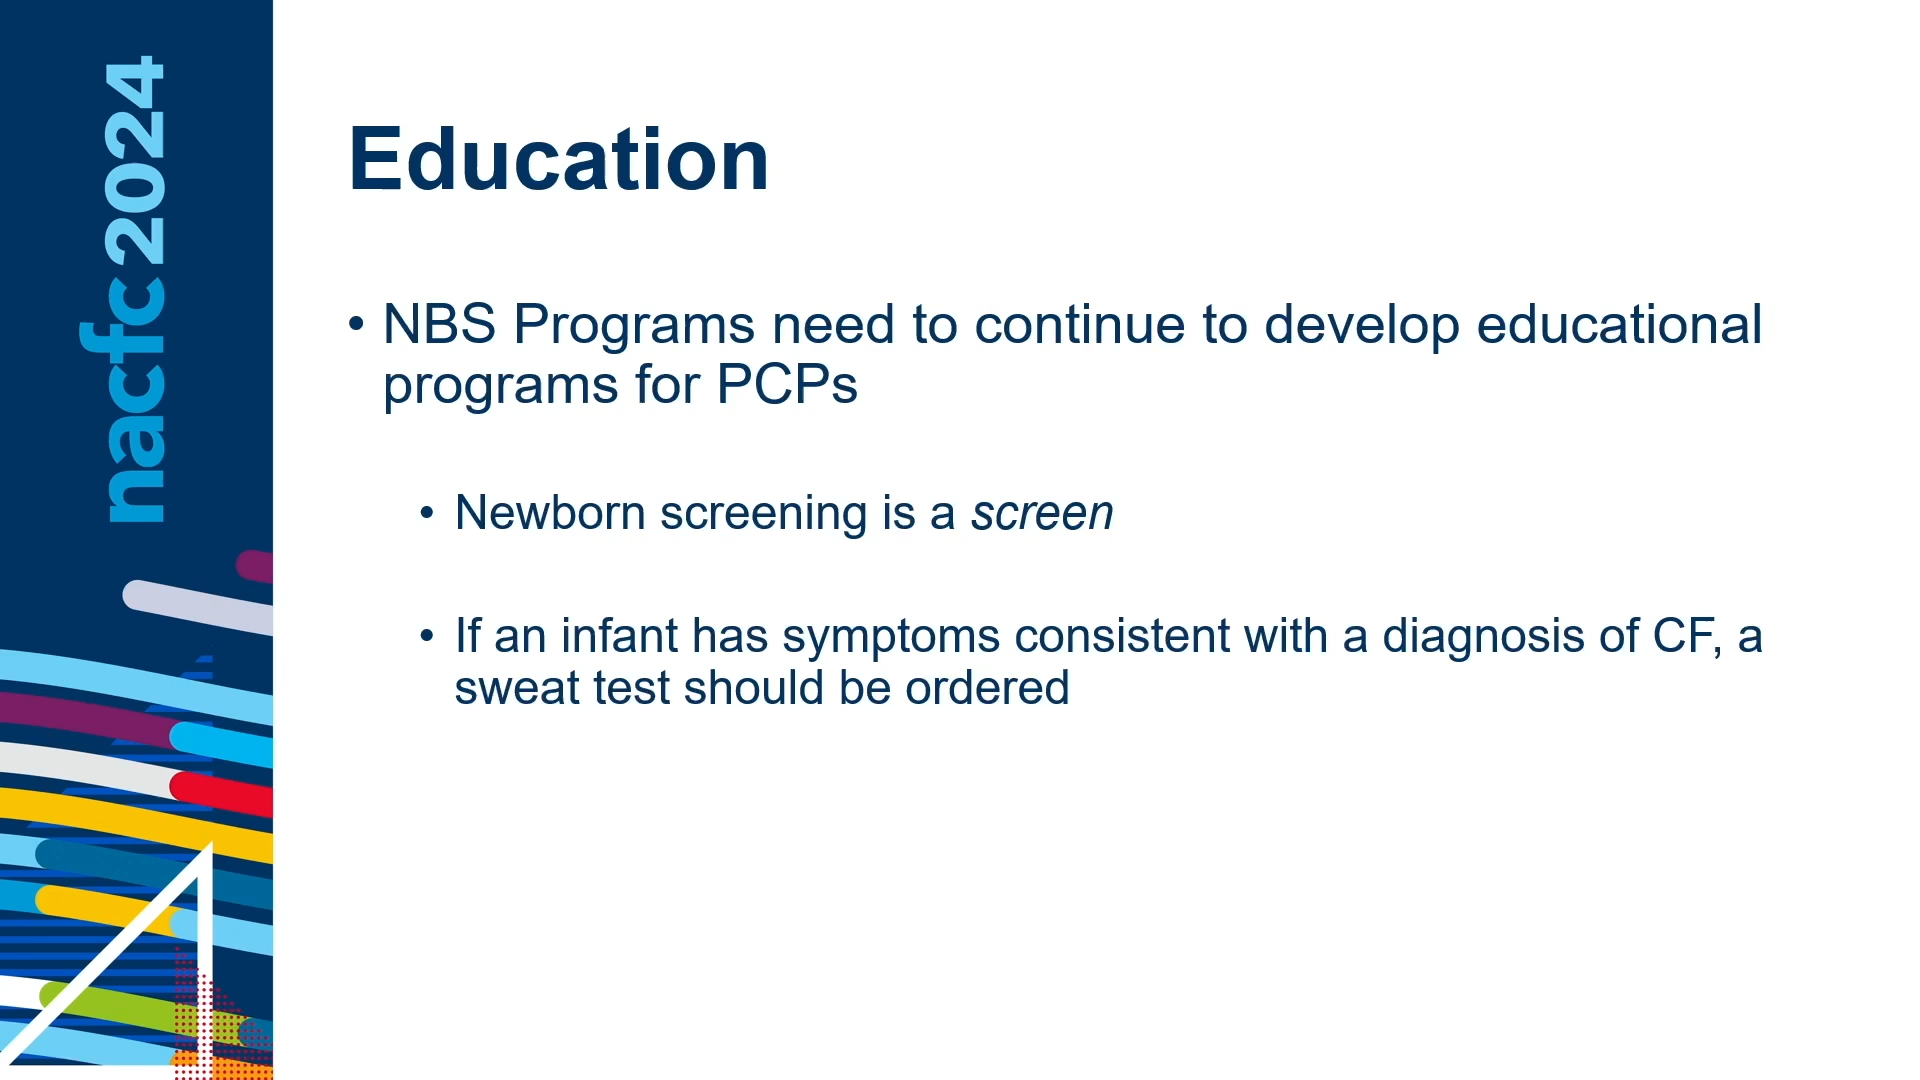 nacfc2024
Education
• NBS Programs need to continue to develop educational
programs for PCPs
• Newborn screening is a screen
• If an infant has symptoms consistent with a diagnosis of CF, a
sweat test should be ordered